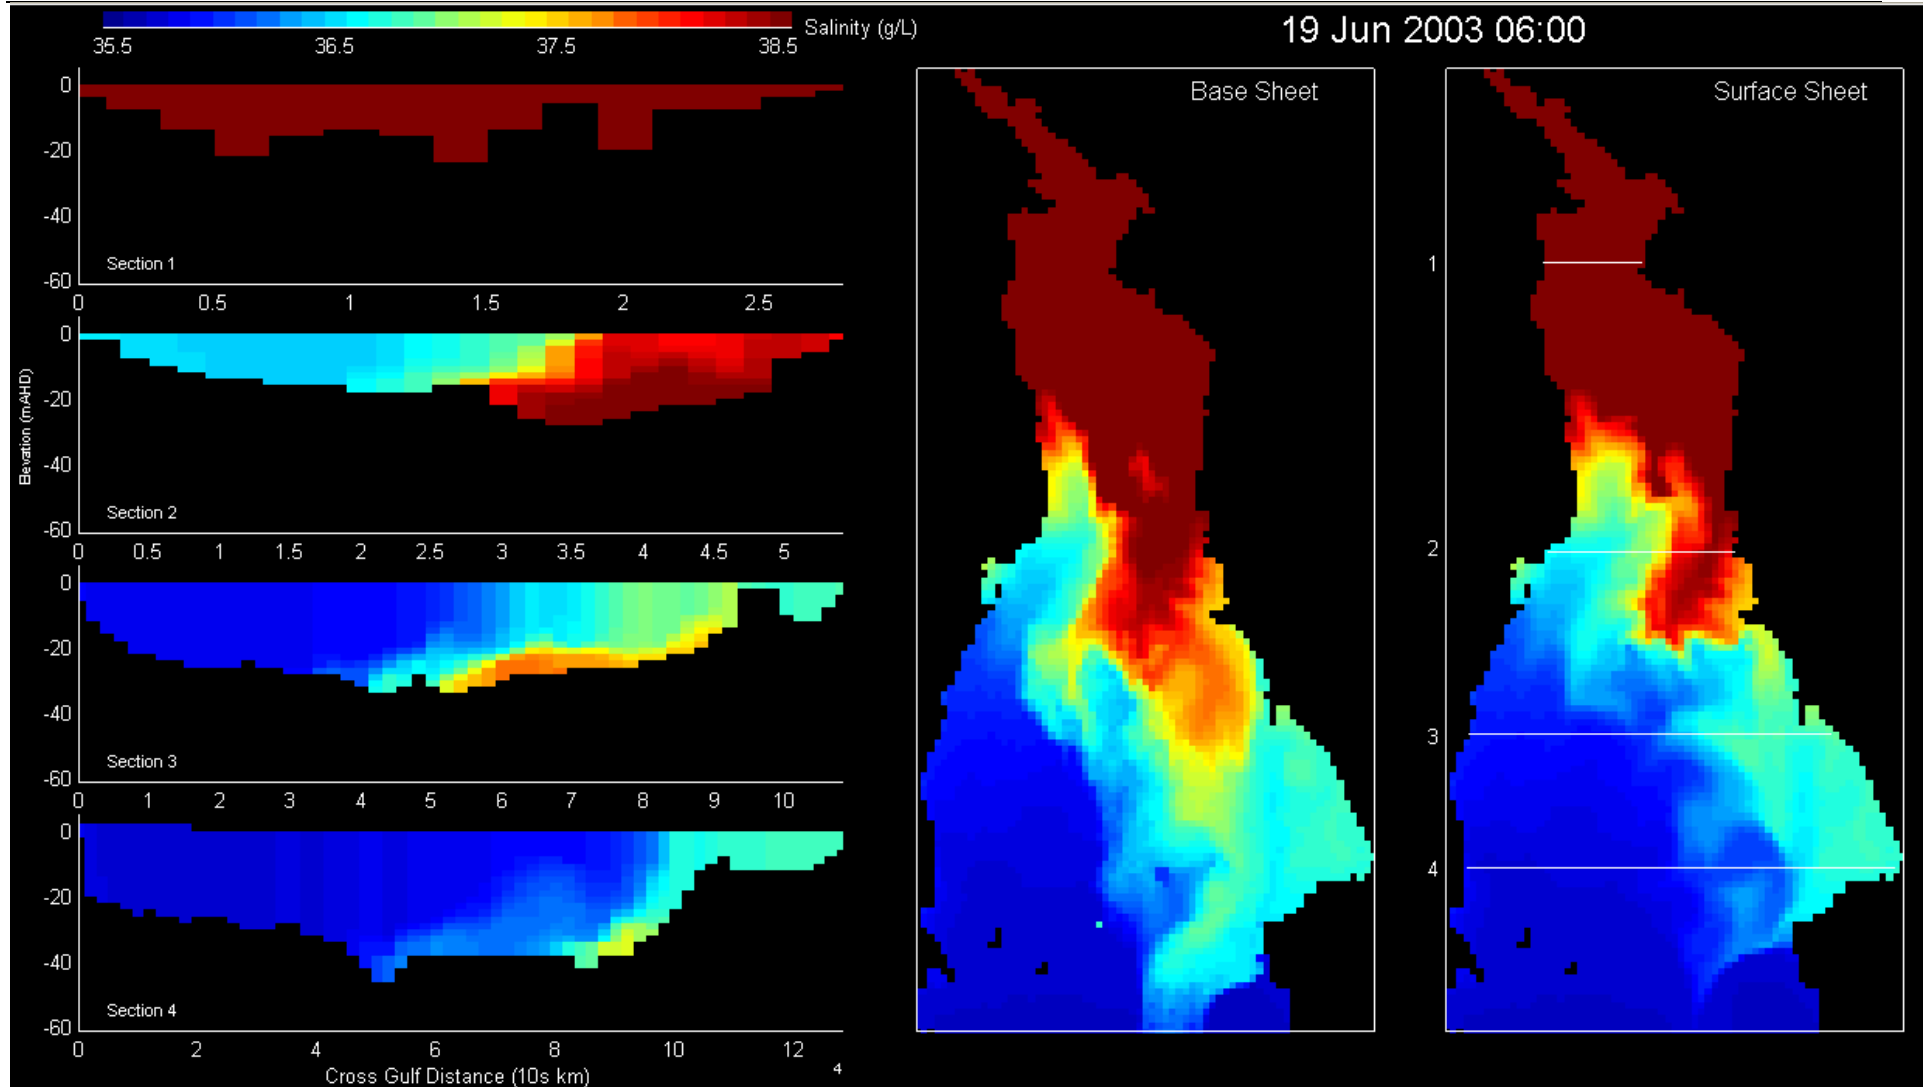 Salinity (g/L)
35.5 36.5 37.5 38.5
19 Jun 2003 06:00
Base Sheet
Surface Sheet
Elevation (mAHD)
0
-20
-40
-60
Section 1
0 0.5 1 1.5 2 2.5
0
-20
-40
-60
Section 2
0 0.5 1 1.5 2 2.5 3 3.5 4 4.5 5
0
-20
-40
-60
Section 3
0 1 2 3 4 5 6 7 8 9 10
0
-20
-40
-60
Section 4
0 2 4 6 8 10 12
Cross Gulf Distance (10s km)
4
1
2
3
4